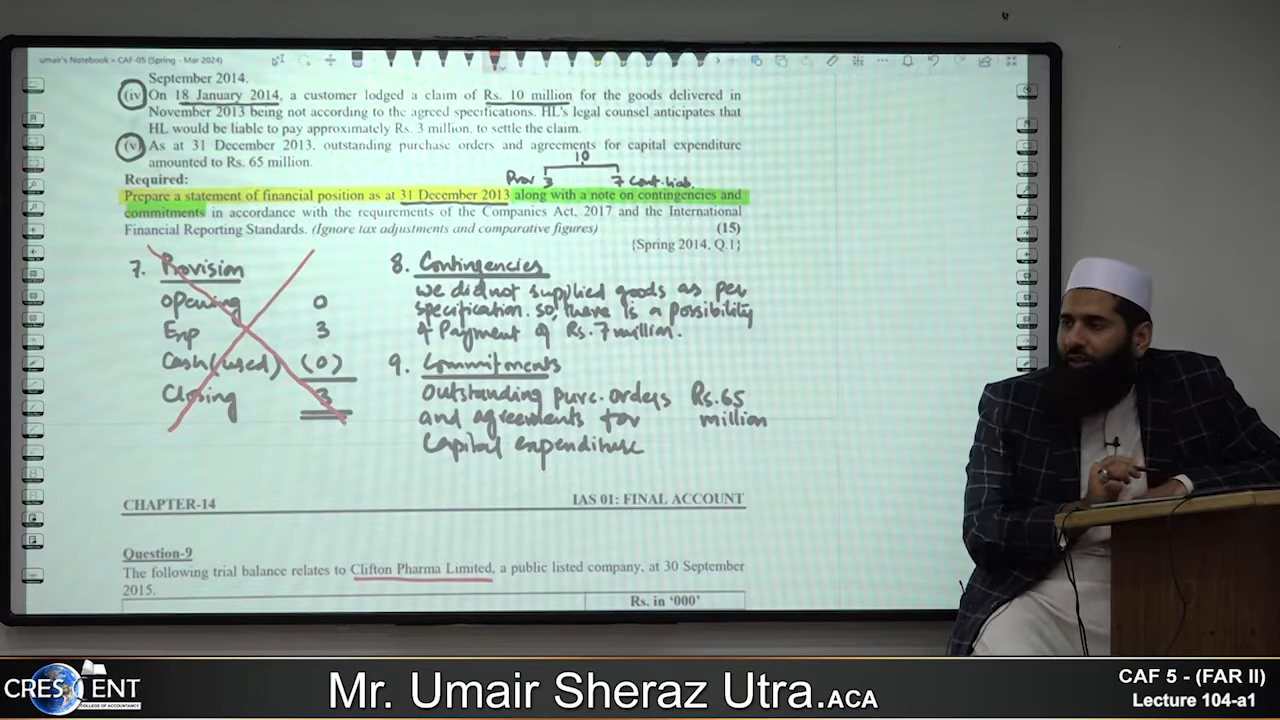 umair's Notebook » CAF-05 (Spring - Mar 2024)
September 2014.
(iv) On 18 January 2014, a customer lodged a claim of Rs. 10 million for the goods delivered in
November 2013 being not according to the agreed specifications. HL's legal counsel anticipates that
HL would be liable to pay approximately Rs. 3 million, to settle the claim.
(v) As at 31 December 2013, outstanding purchase orders and agreements for capital expenditure
amounted to Rs. 65 million.
10
Required:
Prov 3 7 Cont. liab.
Prepare a statement of financial position as at 31 December 2013 along with a note on contingencies and
commitments in accordance with the requirements of the Companies Act, 2017 and the International
Financial Reporting Standards. (Ignore tax adjustments and comparative figures) (15)
{Spring 2014, Q.1}
7. Provision
opening 0
Exp 3
Cash (used) (0)
Closing 3
8. Contingencies
we did not supplied goods as per
specification. so, there is a possibility
of Payment of Rs. 7 million.
9. Commitments
Outstanding purc. orders Rs. 65
and agreements for million
Capital expenditure
CHAPTER-14 IAS 01: FINAL ACCOUNT
Question-9
The following trial balance relates to Clifton Pharma Limited, a public listed company, at 30 September
2015.
Rs. in '000'
CRESCENT
COLLEGE OF ACCOUNTANCY
Mr. Umair Sheraz Utra.ACA
CAF 5 - (FAR II)
Lecture 104-a1